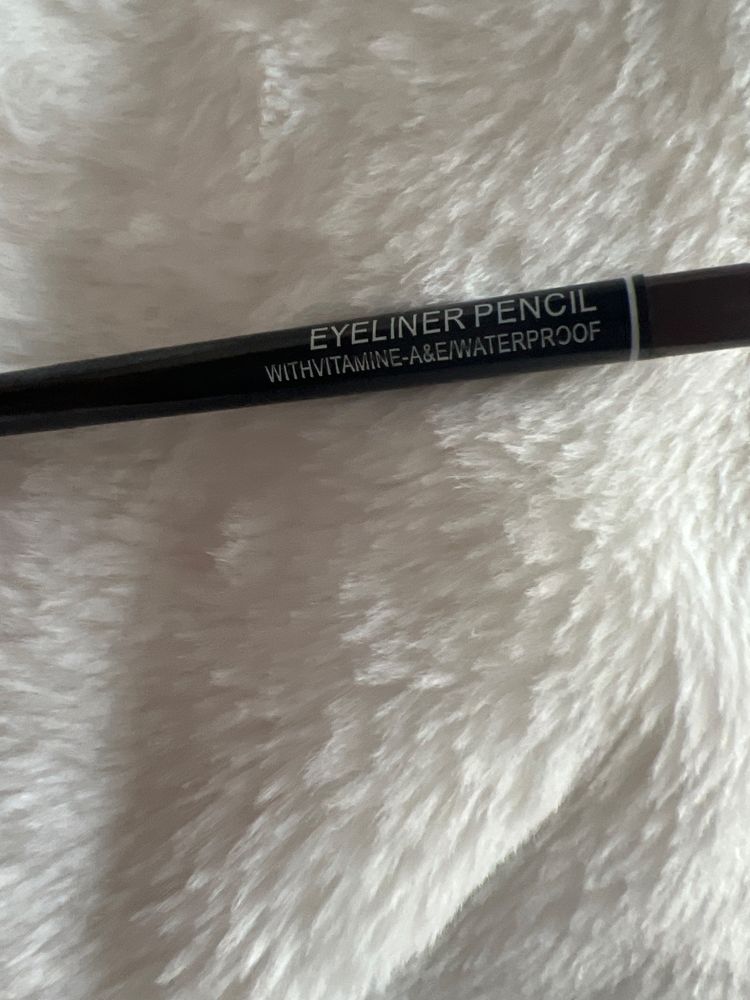 EYELINER PENCIL
WITHVITAMINE-A&E/WATERPROOF